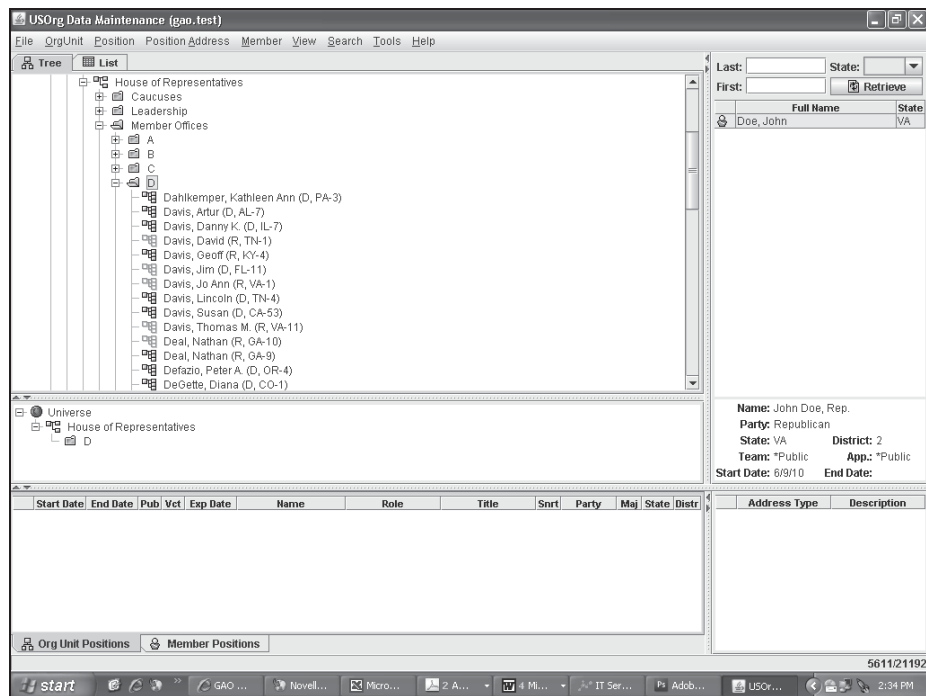 USOrg Data Maintenance (gao.test)
File OrgUnit Position Position Address Member View Search Tools Help
Tree List
House of Representatives
Caucuses
Leadership
Member Offices
A
B
C
D
Dahlkemper, Kathleen Ann (D, PA-3)
Davis, Artur (D, AL-7)
Davis, Danny K. (D, IL-7)
Davis, David (R, TN-1)
Davis, Geoff (R, KY-4)
Davis, Jim (D, FL-11)
Davis, Jo Ann (R, VA-1)
Davis, Lincoln (D, TN-4)
Davis, Susan (D, CA-53)
Davis, Thomas M. (R, VA-11)
Deal, Nathan (R, GA-10)
Deal, Nathan (R, GA-9)
Defazio, Peter A. (D, OR-4)
DeGette, Diana (D, CO-1)
Last: State:
First: Retrieve
Full Name State
Doe, John VA
Universe
House of Representatives
D
Name: John Doe, Rep.
Party: Republican
State: VA District: 2
Team: *Public App.: *Public
Start Date: 6/9/10 End Date:
Start Date End Date Pub Vct Exp Date Name Role Title Snrt Party Maj State Distr
Address Type Description
Org Unit Positions Member Positions
5611/21192
start GAO ... Novell... Micro... 2 A... 4 Mi... IT Ser... Adob... USOr... 2:34 PM